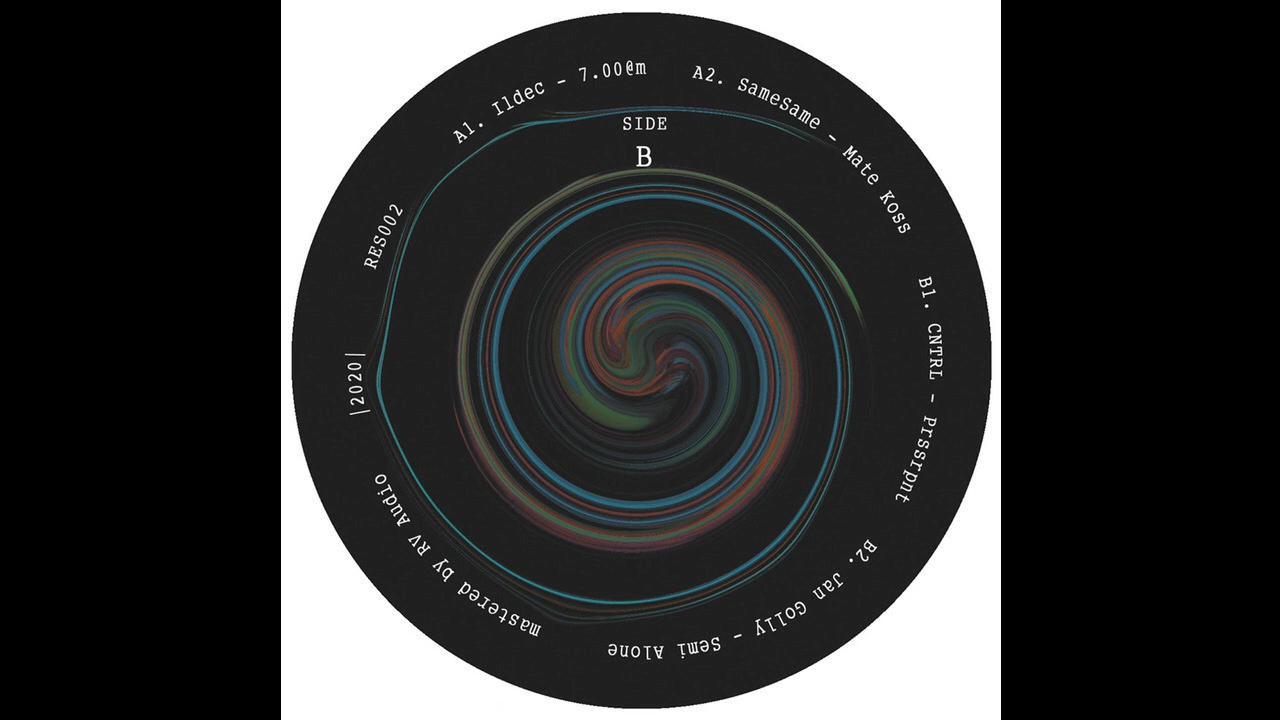 A1. Ildec - 7.00@m
A2. SameSame - Mate Koss
B1. CNTRL - Prssrpnt
B2. Jan Golly - Semi Alone
mastered by RV Audio
|2020|
RES002
SIDE
B